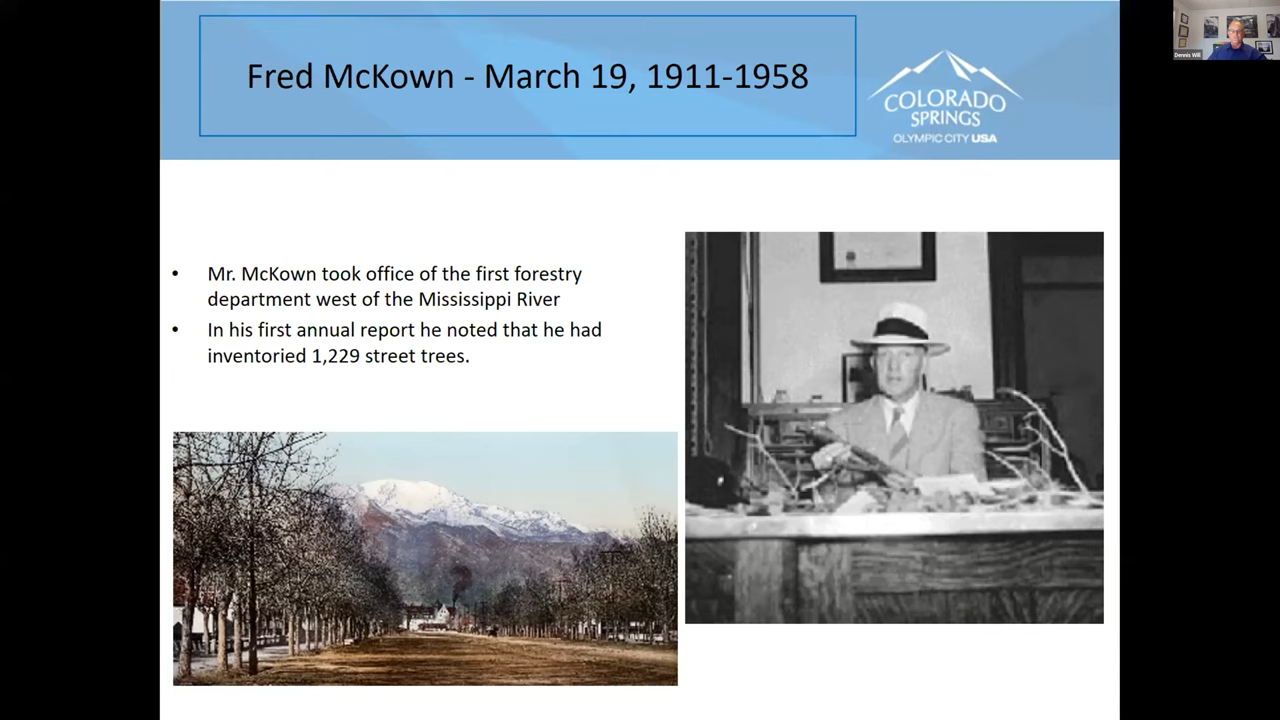 Fred McKown - March 19, 1911-1958
COLORADO
SPRINGS
OLYMPIC CITY USA
Dennis Will
• Mr. McKown took office of the first forestry
department west of the Mississippi River
• In his first annual report he noted that he had
inventoried 1,229 street trees.